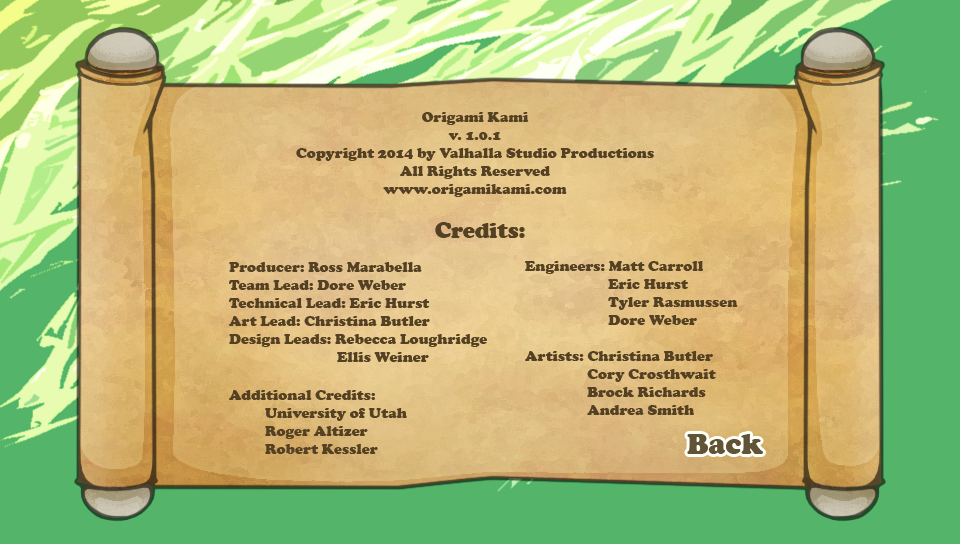 Origami Kami
v. 1.0.1
Copyright 2014 by Valhalla Studio Productions
All Rights Reserved
www.origamikami.com
Credits:
Producer: Ross Marabella
Team Lead: Dore Weber
Technical Lead: Eric Hurst
Art Lead: Christina Butler
Design Leads: Rebecca Loughridge
Ellis Weiner
Additional Credits:
University of Utah
Roger Altizer
Robert Kessler
Engineers: Matt Carroll
Eric Hurst
Tyler Rasmussen
Dore Weber
Artists: Christina Butler
Cory Crosthwait
Brock Richards
Andrea Smith
Back